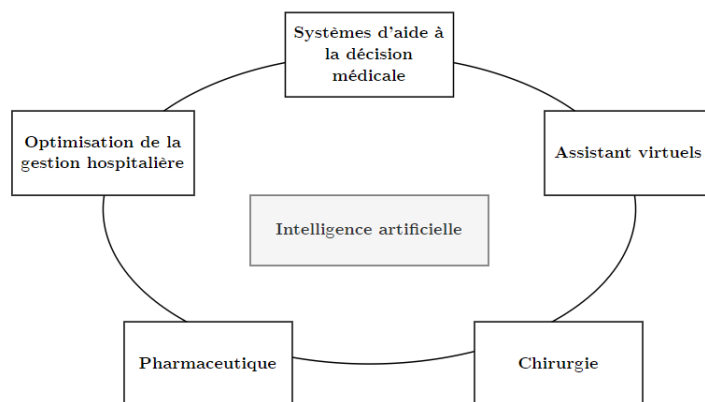 Systèmes d'aide à
la décision
médicale
Optimisation de la
gestion hospitalière
Assistant virtuels
Intelligence artificielle
Pharmaceutique
Chirurgie